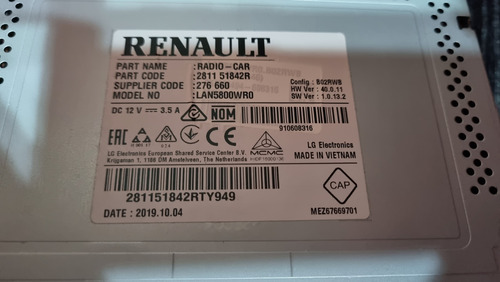 RENAULT
PART NAME : RADIO-CAR
PART CODE : 2811 51842R
SUPPLIER CODE : 276 660
MODEL NO : LAN5800WR0
Config : B02RWB
HW Ver : 40.0.11
SW Ver : 1.0.13.2
DC 12 V 3.5 A
NOM
910608316
EAC
CE
MCMC
LG Electronics
MADE IN VIETNAM
LG Electronics European Shared Service Center B.V.
Krijgsman 1, 1186 DM Amstelveen, The Netherlands
281151842RTY949
CAP
DATE : 2019.10.04
MEZ67669701